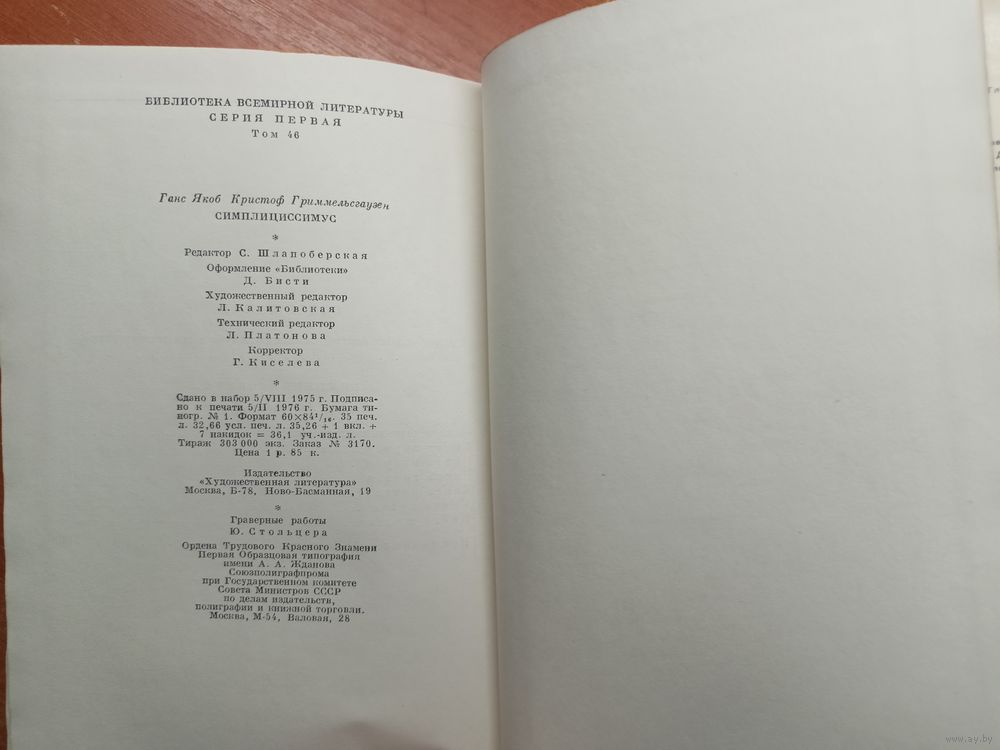 БИБЛИОТЕКА ВСЕМИРНОЙ ЛИТЕРАТУРЫ
СЕРИЯ ПЕРВАЯ
Том 46
Ганс Якоб Кристоф Гриммельсгаузен
СИМПЛИЦИССИМУС
*
Редактор С. Шлапоберская
Оформление «Библиотеки»
Д. Бисти
Художественный редактор
Л. Калитовская
Технический редактор
Л. Платонова
Корректор
Г. Киселева
*
Сдано в набор 5/VIII 1975 г. Подписа-
но к печати 5/II 1976 г. Бумага ти-
погр. № 1. Формат 60×84¹/₁₆. 35 печ.
л. 32,66 усл. печ. л. 35,26 + 1 вкл. +
7 накидок = 36,1 уч.-изд. л.
Тираж 303 000 экз. Заказ № 3170.
Цена 1 р. 85 к.
Издательство
«Художественная литература»
Москва, Б-78, Ново-Басманная, 19
*
Граверные работы
Ю. Стольцера
Ордена Трудового Красного Знамени
Первая Образцовая типография
имени А. А. Жданова
Союзполиграфпрома
при Государственном комитете
Совета Министров СССР
по делам издательств,
полиграфии и книжной торговли.
Москва, М-54, Валовая, 28
www.ay.by